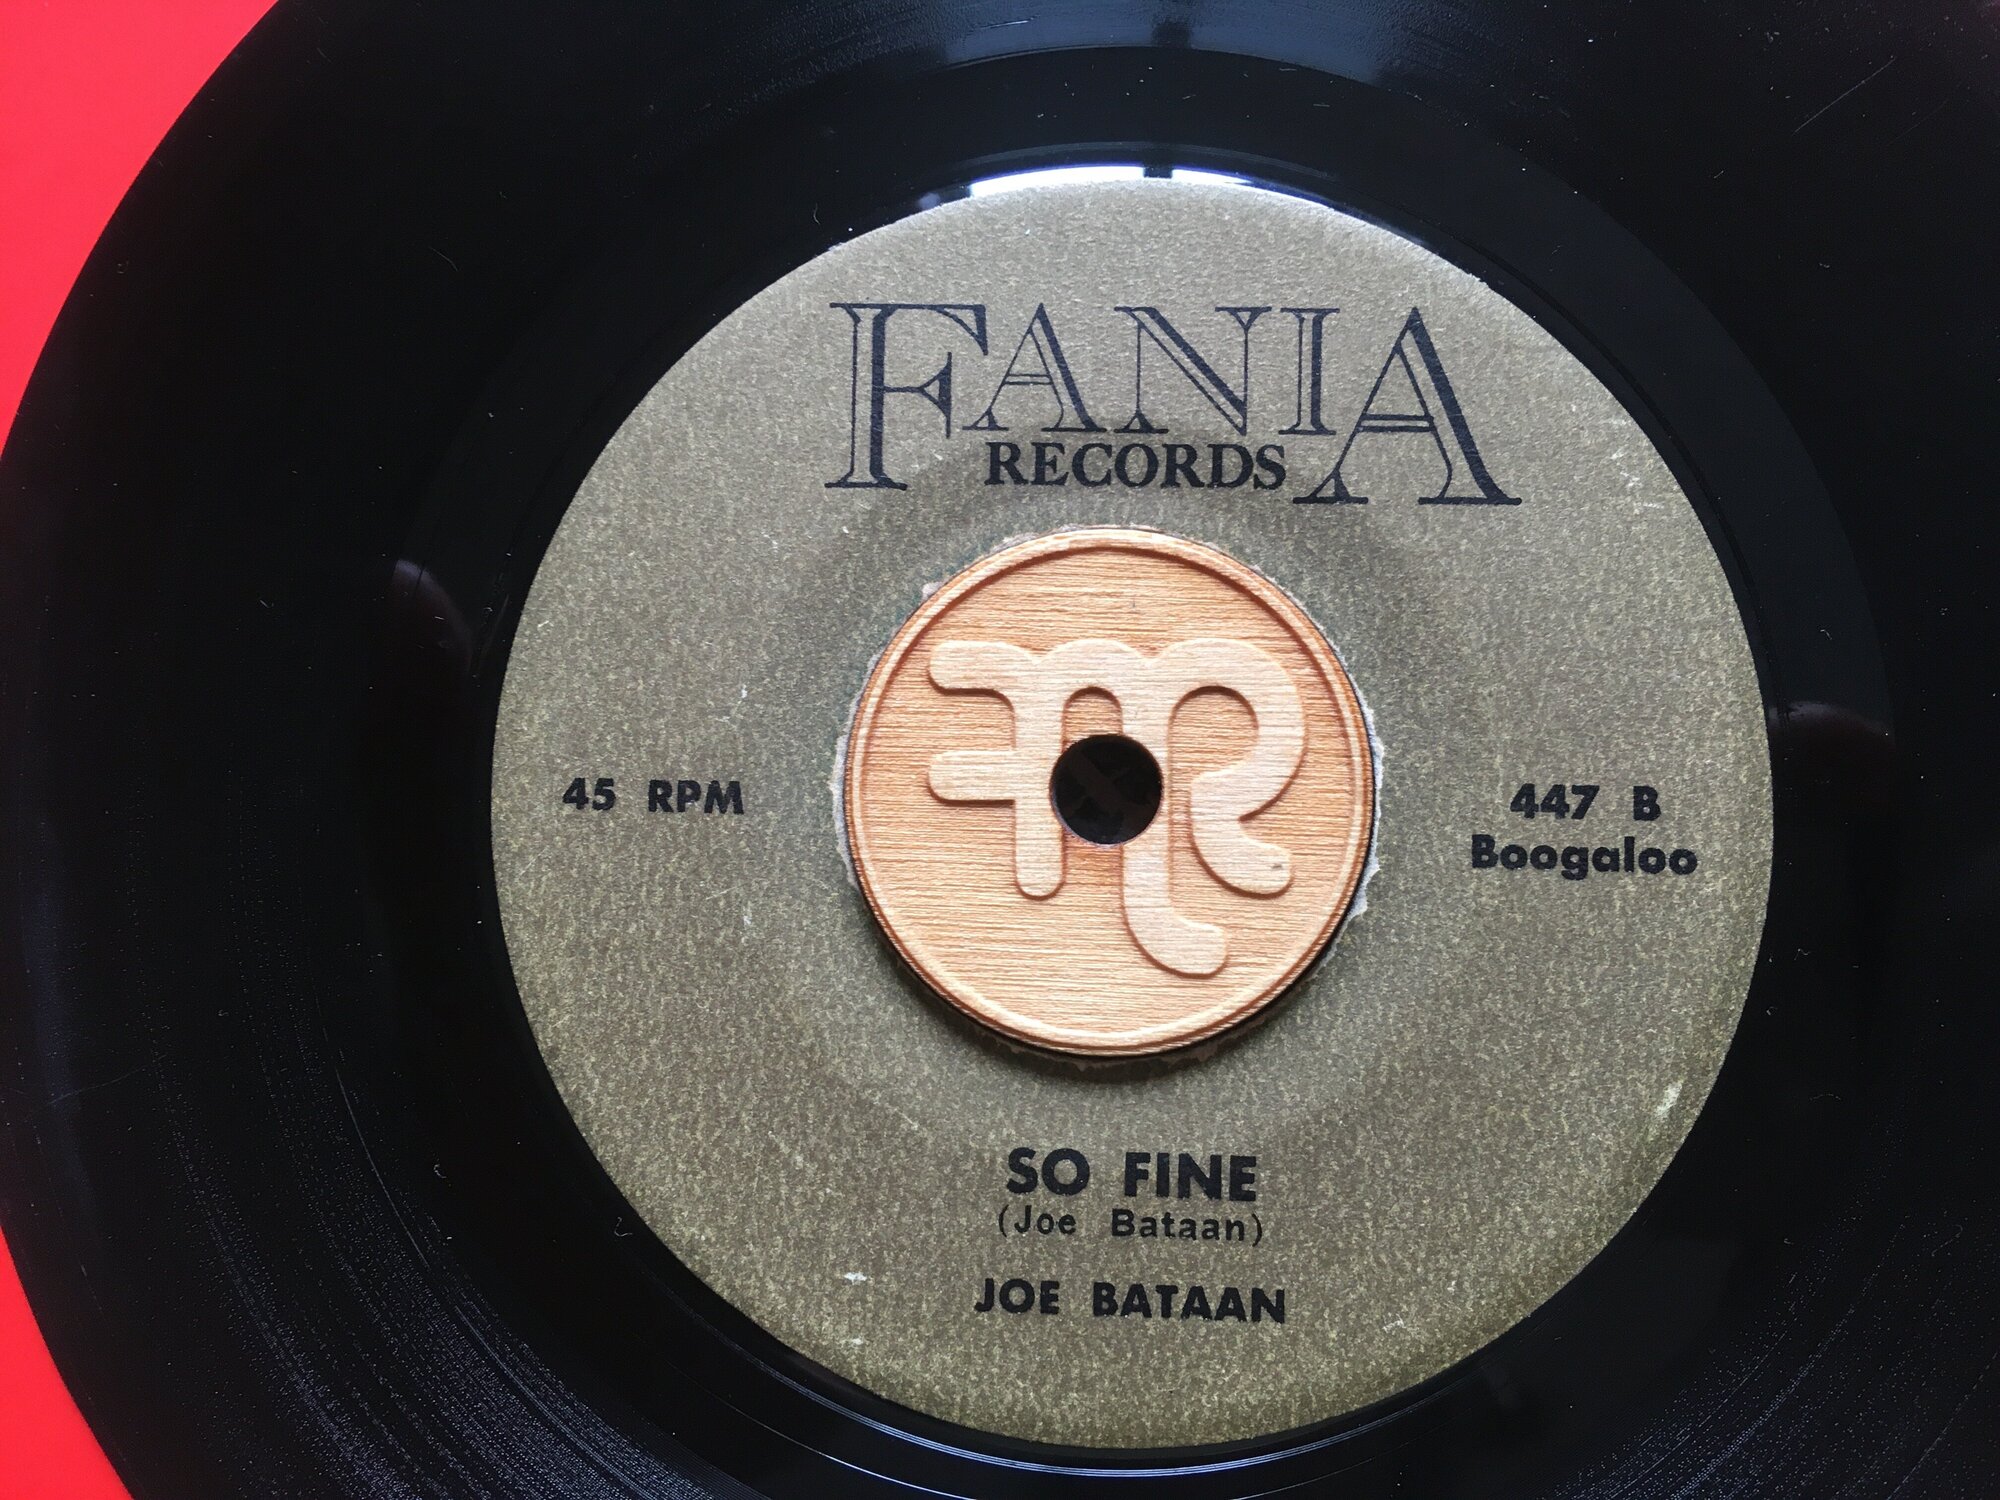 FANIA
RECORDS
45 RPM
447 B
Boogaloo
SO FINE
(Joe Bataan)
JOE BATAAN